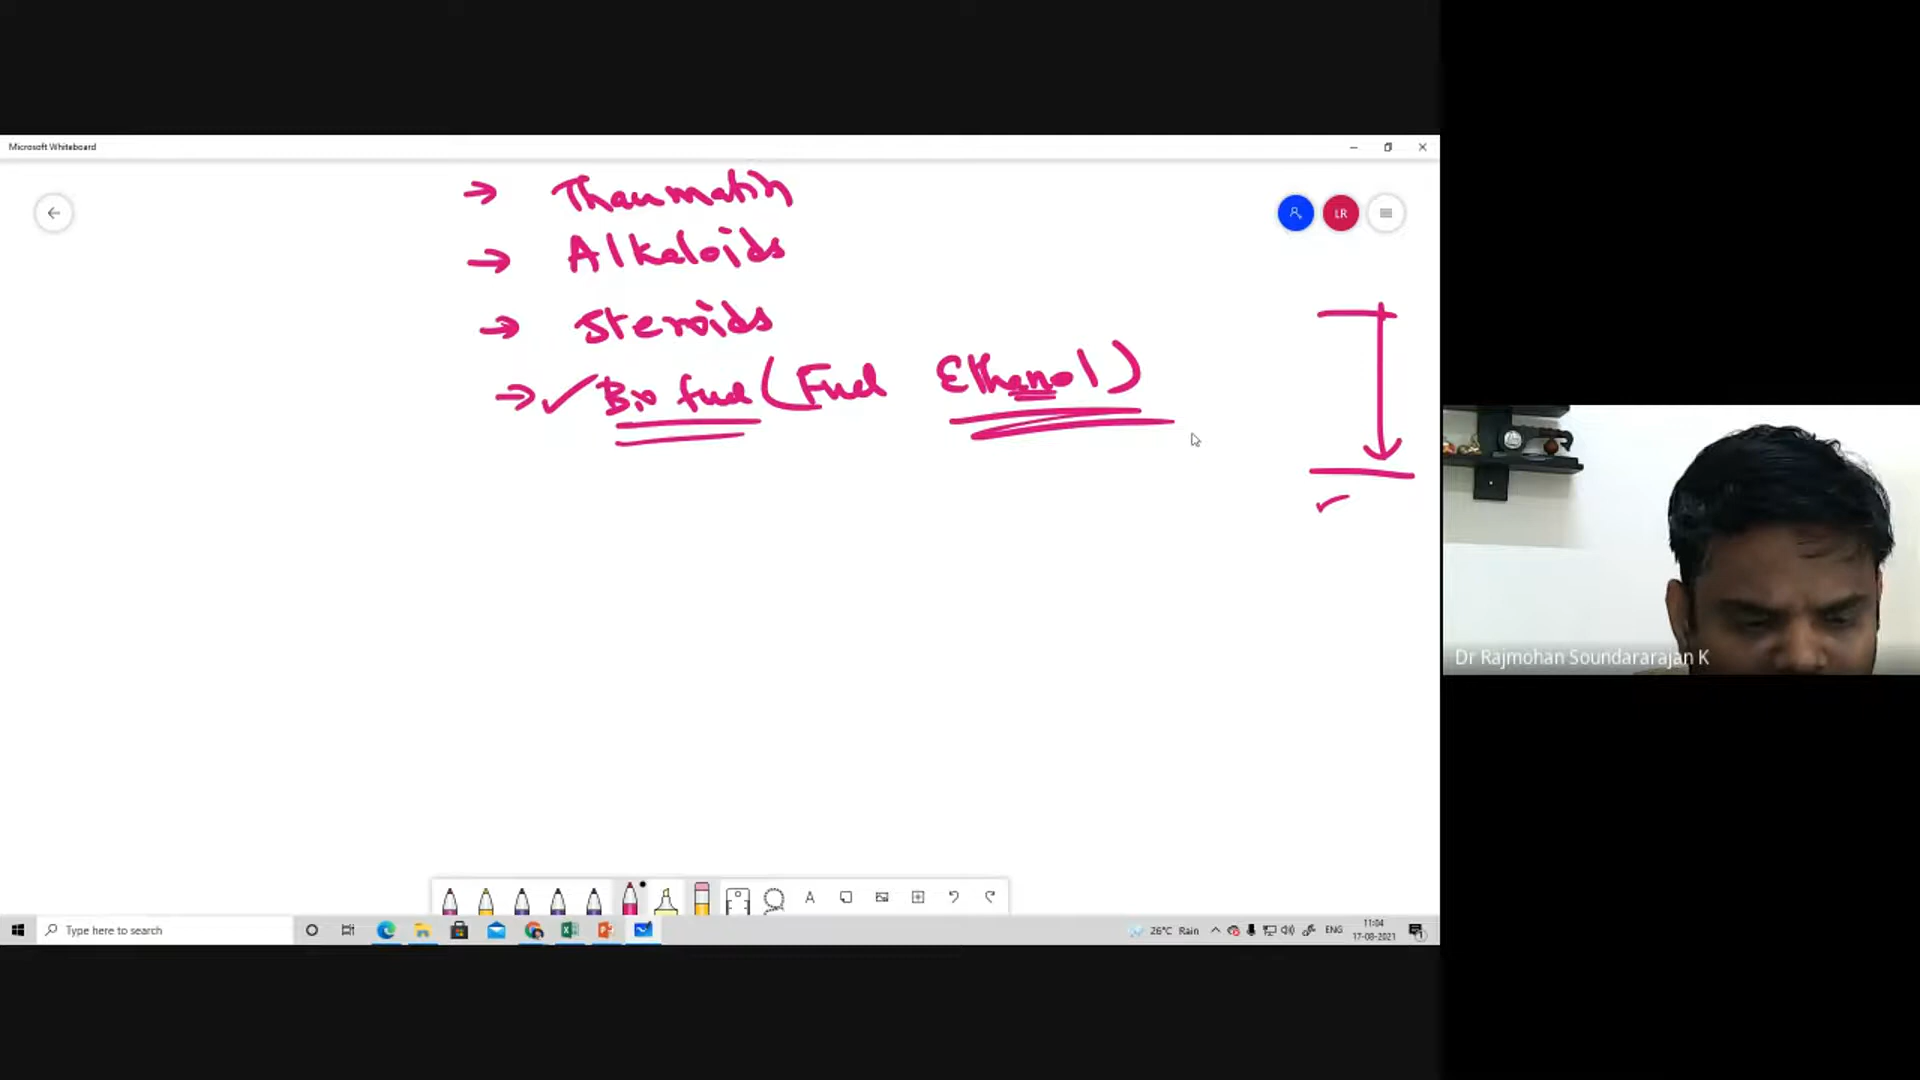 Microsoft Whiteboard
→ Thaumatin
LR
→ Alkaloids
→ Steroids
→ ✓ Bio fuel (Fuel Ethanol)
Dr Rajmohan Soundararajan K
A
Type here to search
26°C Rain
ENG
11:04
17-08-2021